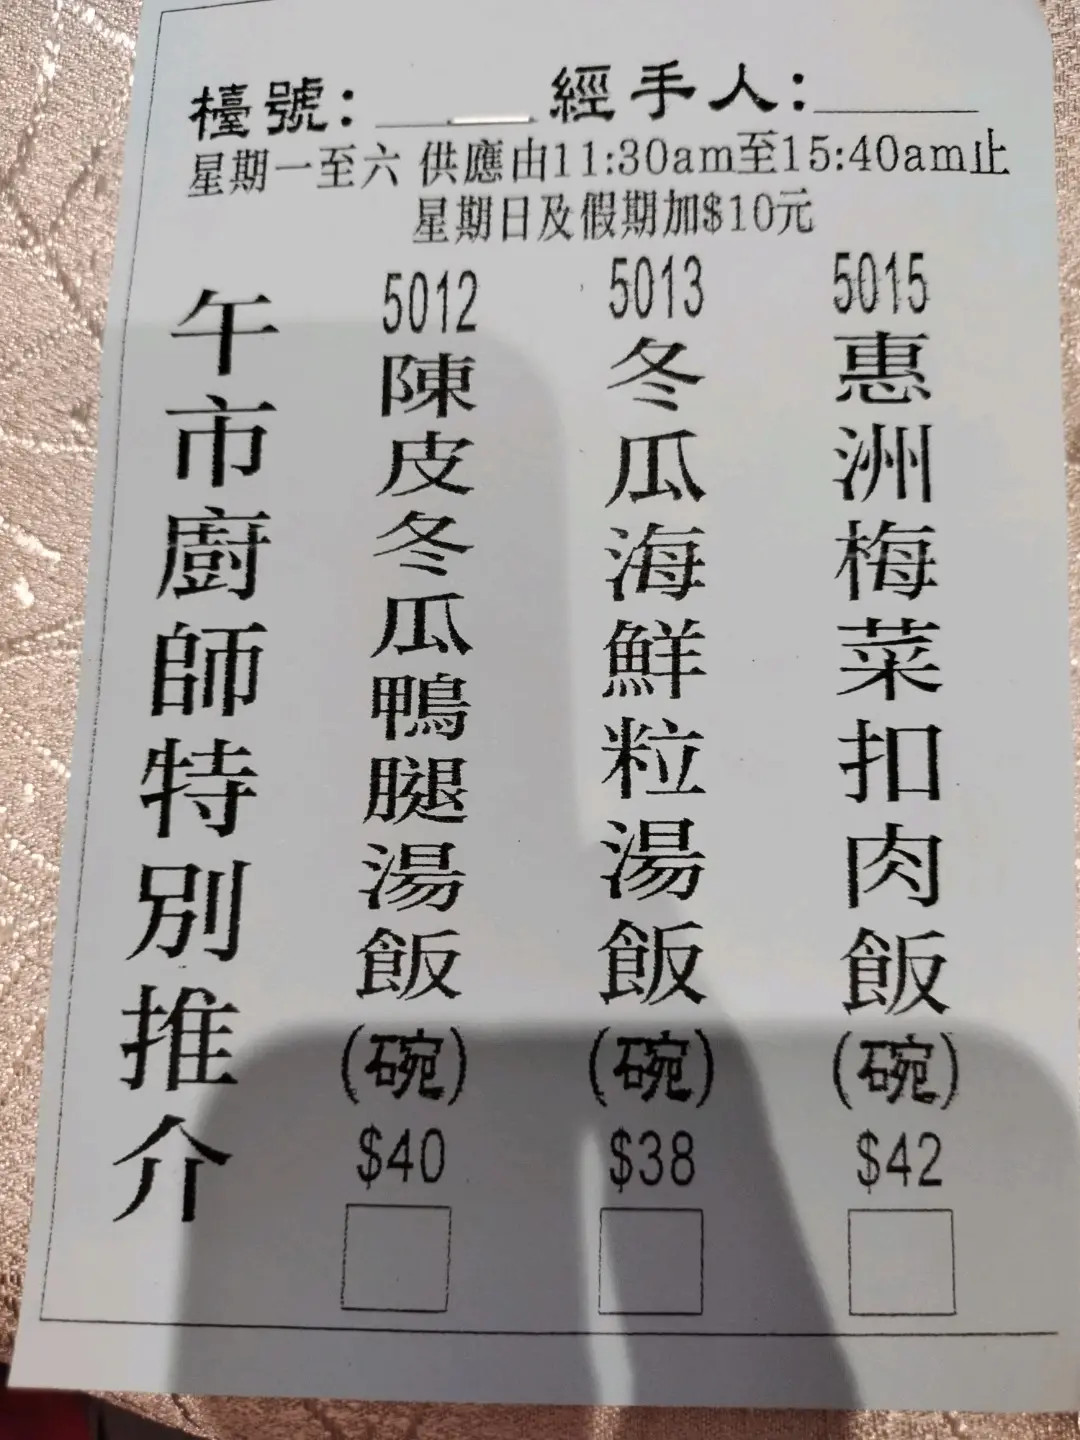 檯號：
經手人：
星期一至六 供應由11:30am至15:40am止
星期日及假期加$10元
午市廚師特別推介
5012
陳皮冬瓜鴨腿湯飯
(碗)
$40
5013
冬瓜海鮮粒湯飯
(碗)
$38
5015
惠洲梅菜扣肉飯
(碗)
$42